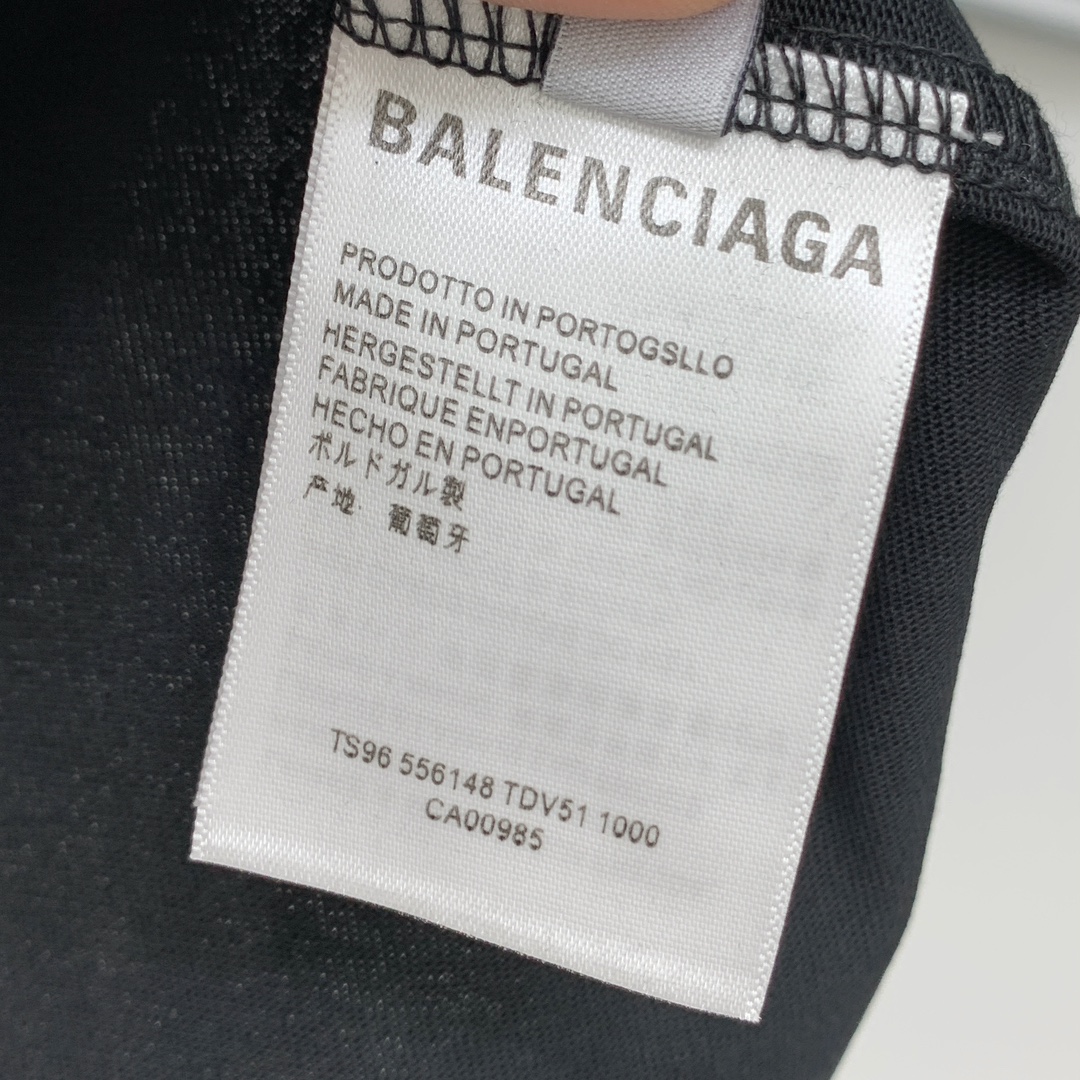 BALENCIAGA
PRODOTTO IN PORTOGSLLO
MADE IN PORTUGAL
HERGESTELLT IN PORTUGAL
FABRIQUE ENPORTUGAL
HECHO EN PORTUGAL
ポルドガル製
产地: 葡萄牙
TS96 556148 TDV51 1000
CA00985